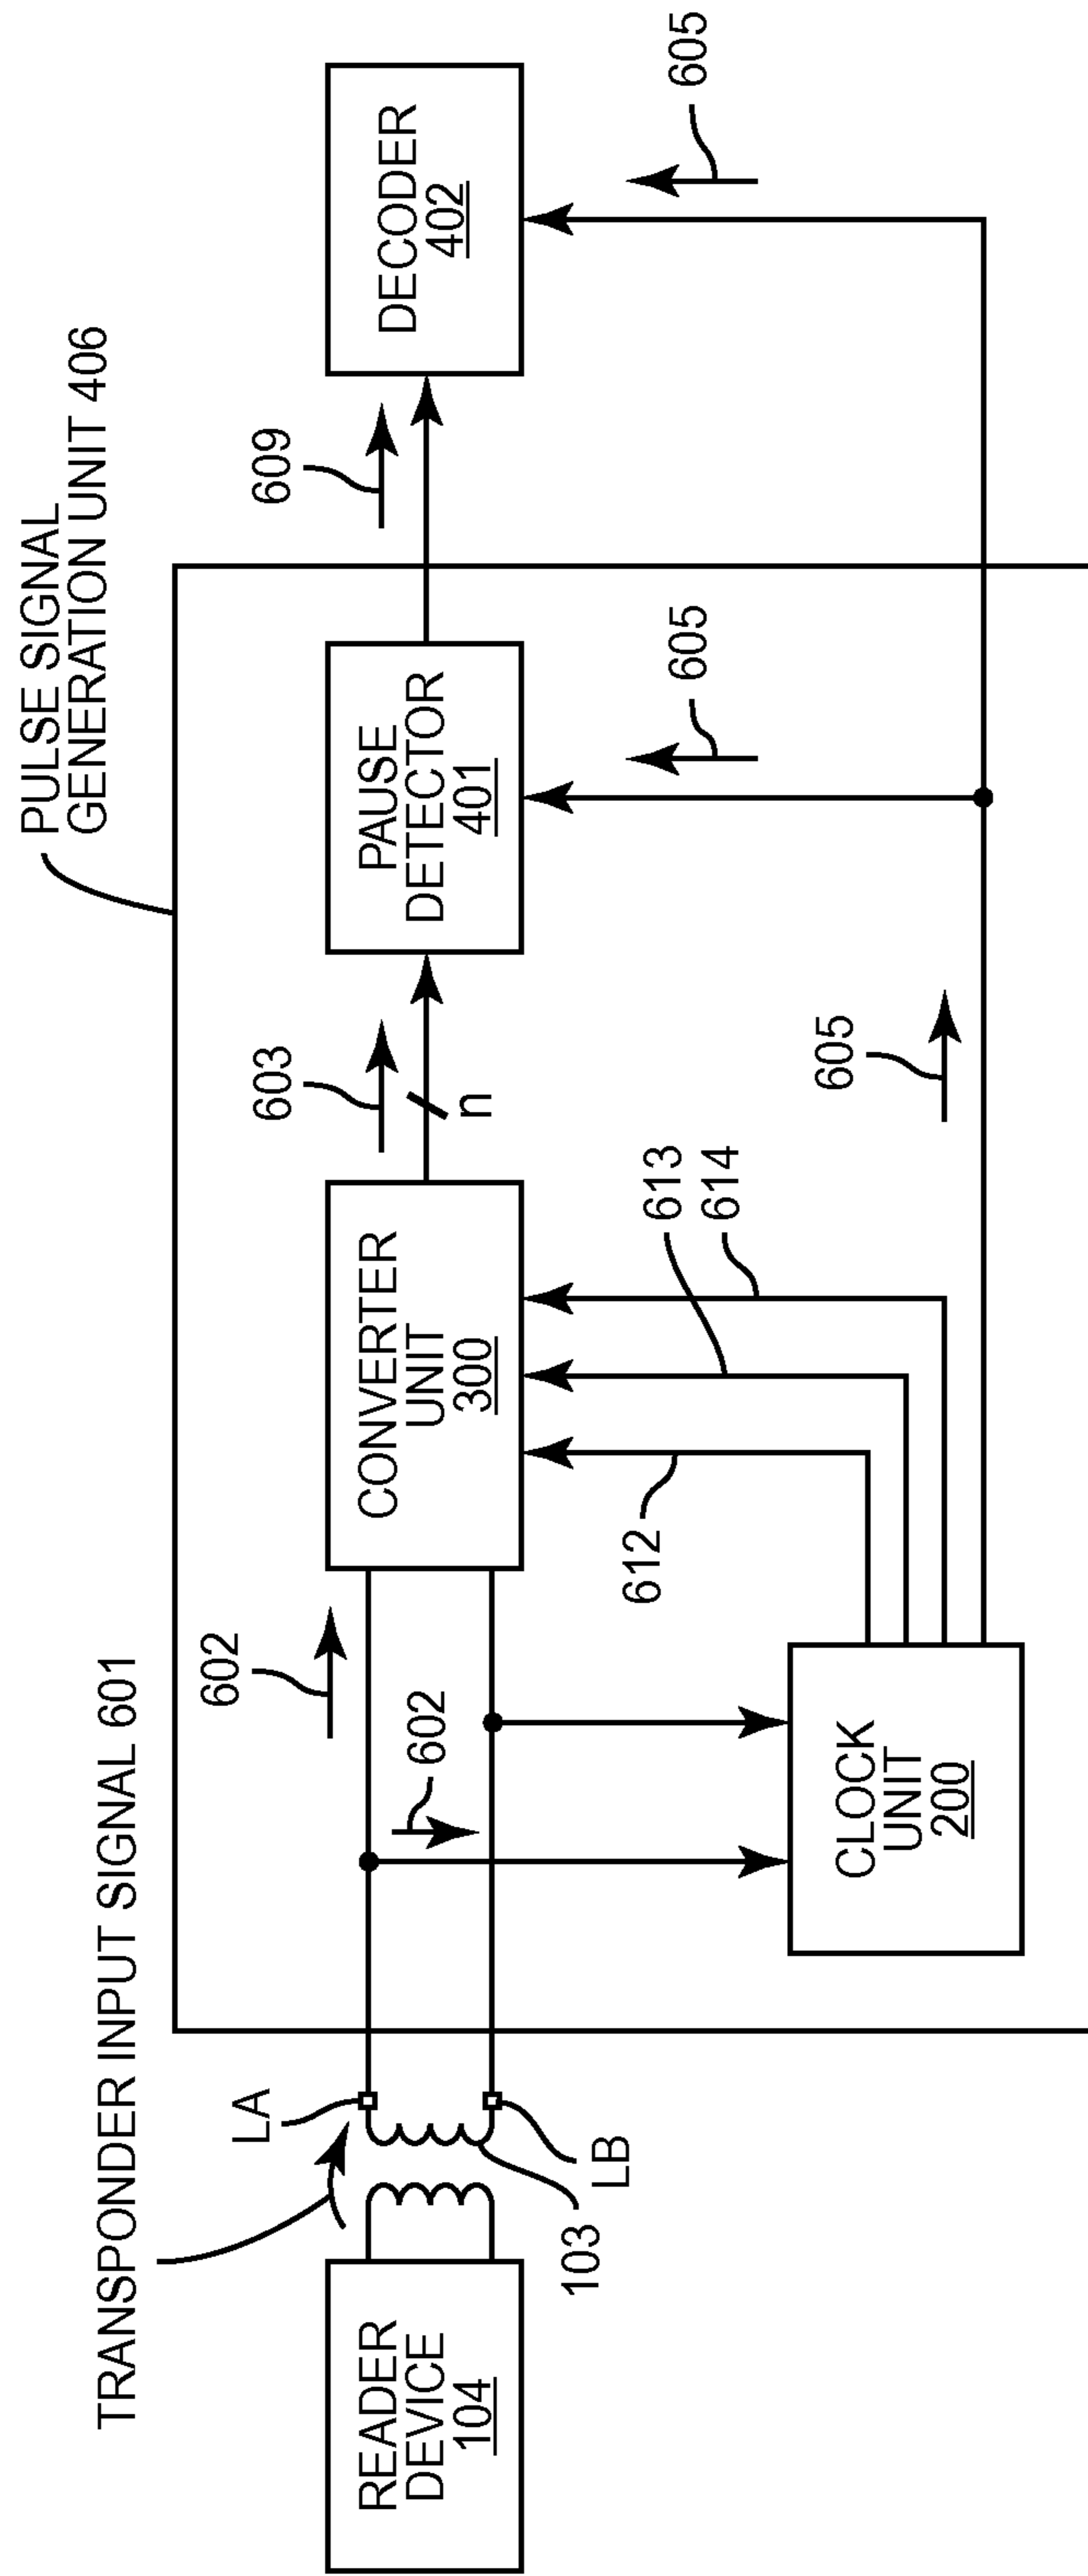 PULSE SIGNAL
GENERATION UNIT 406
TRANSPONDER INPUT SIGNAL 601
LA
LB
103
READER
DEVICE
104
602
602
CONVERTER
UNIT
300
603
n
PAUSE
DETECTOR
401
609
DECODER
402
605
605
605
612
613
614
CLOCK
UNIT
200